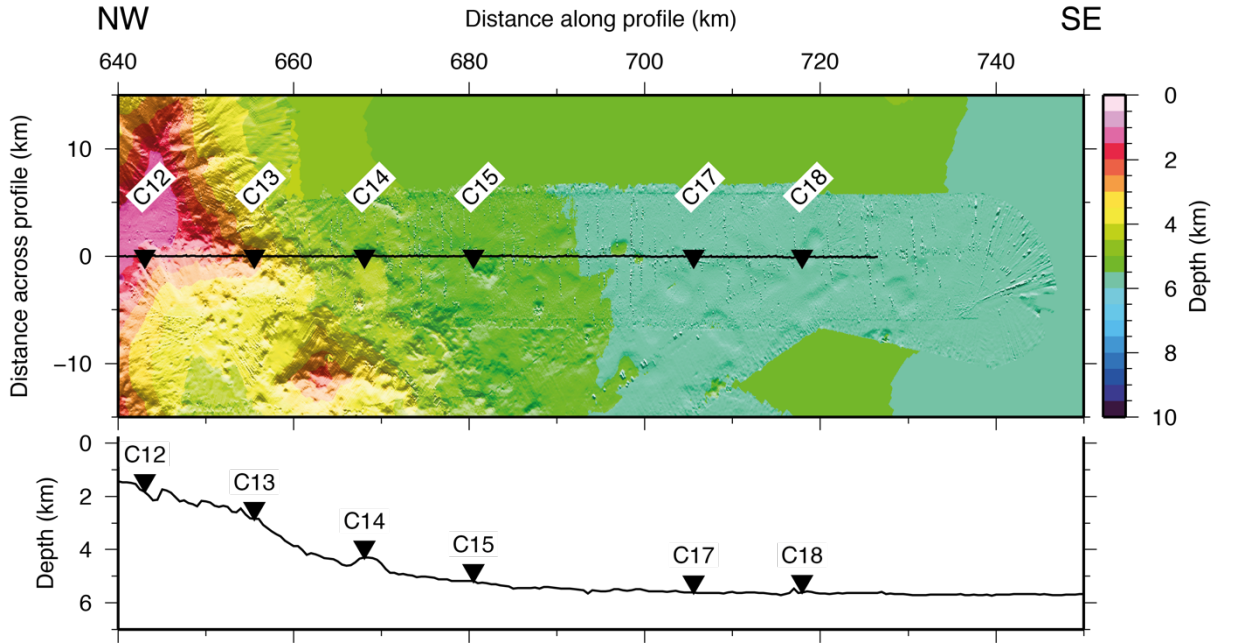 NW Distance along profile (km) SE
640 660 680 700 720 740
Distance across profile (km)
10
0
−10
C12 C13 C14 C15 C17 C18
0
2
4
6
8
10
Depth (km)
Depth (km)
0
2
4
6
C12
C13
C14
C15
C17
C18